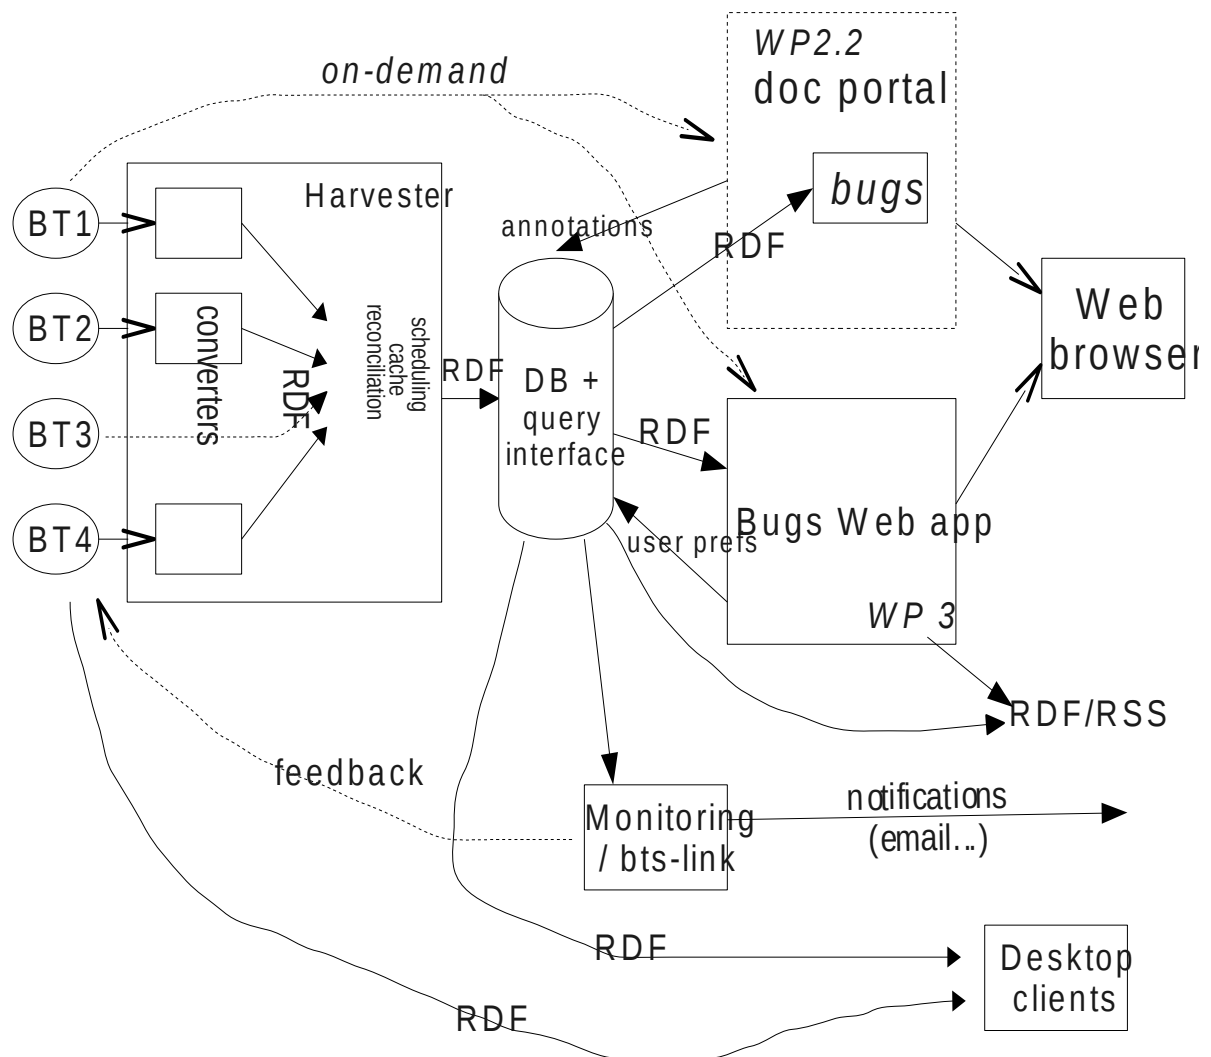 WP2.2
doc portal
on-demand
bugs
Harvester
BT1
annotations
RDF
BT2
converters
RDF
scheduling
cache
reconciliation
RDF
DB +
query
interface
Web
browser
BT3
RDF
BT4
user prefs
Bugs Web app
WP 3
RDF/RSS
feedback
Monitoring
/ bts-link
notifications
(email...)
RDF
Desktop
clients
RDF